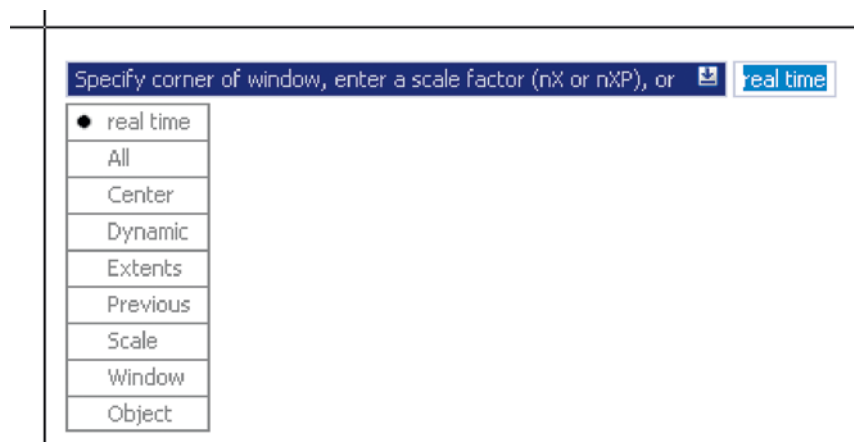 Specify corner of window, enter a scale factor (nX or nXP), or real time
real time
All
Center
Dynamic
Extents
Previous
Scale
Window
Object